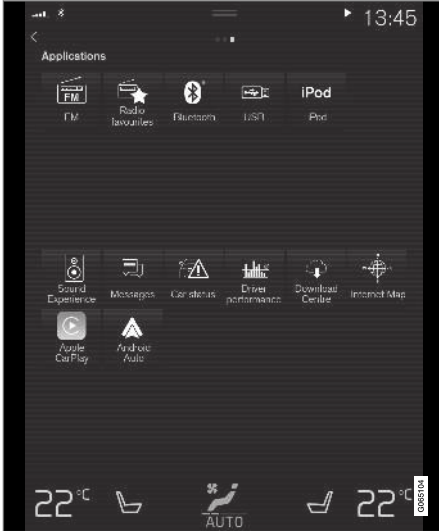 13:45
Applications
FM
iPod
FM
Radio
favourites
Bluetooth
USB
iPod
Sound
Experience
Messages
Car status
Driver
performance
Download
Centre
Internet Map
Apple
CarPlay
Android
Auto
22°C
AUTO
22°C
G065104